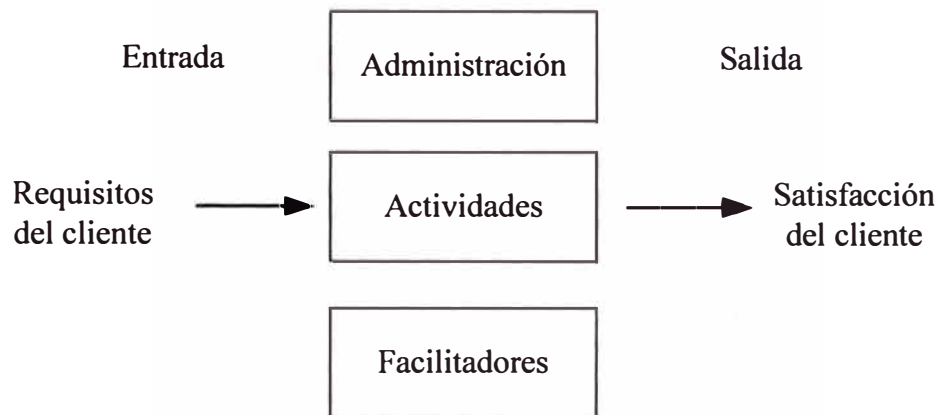 Entrada
Administración
Salida
Requisitos
del cliente
Actividades
Satisfacción
del cliente
Facilitadores